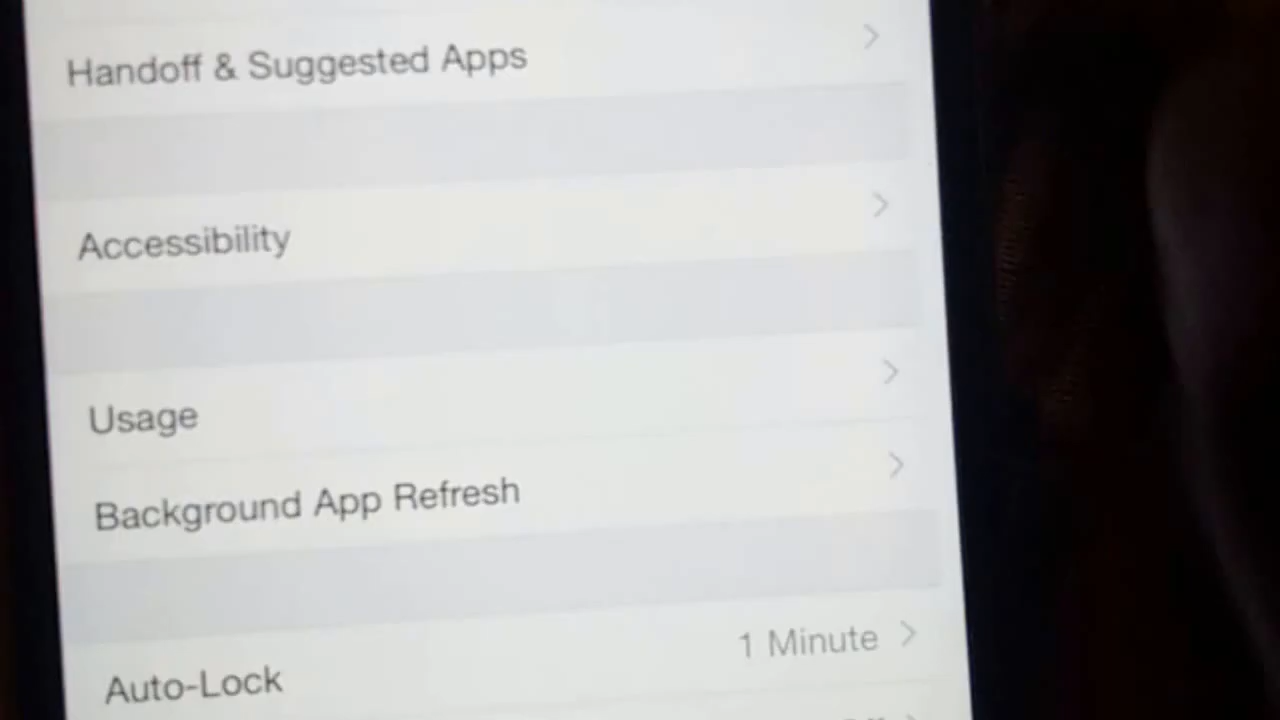 Handoff & Suggested Apps
Accessibility
Usage
Background App Refresh
Auto-Lock 1 Minute